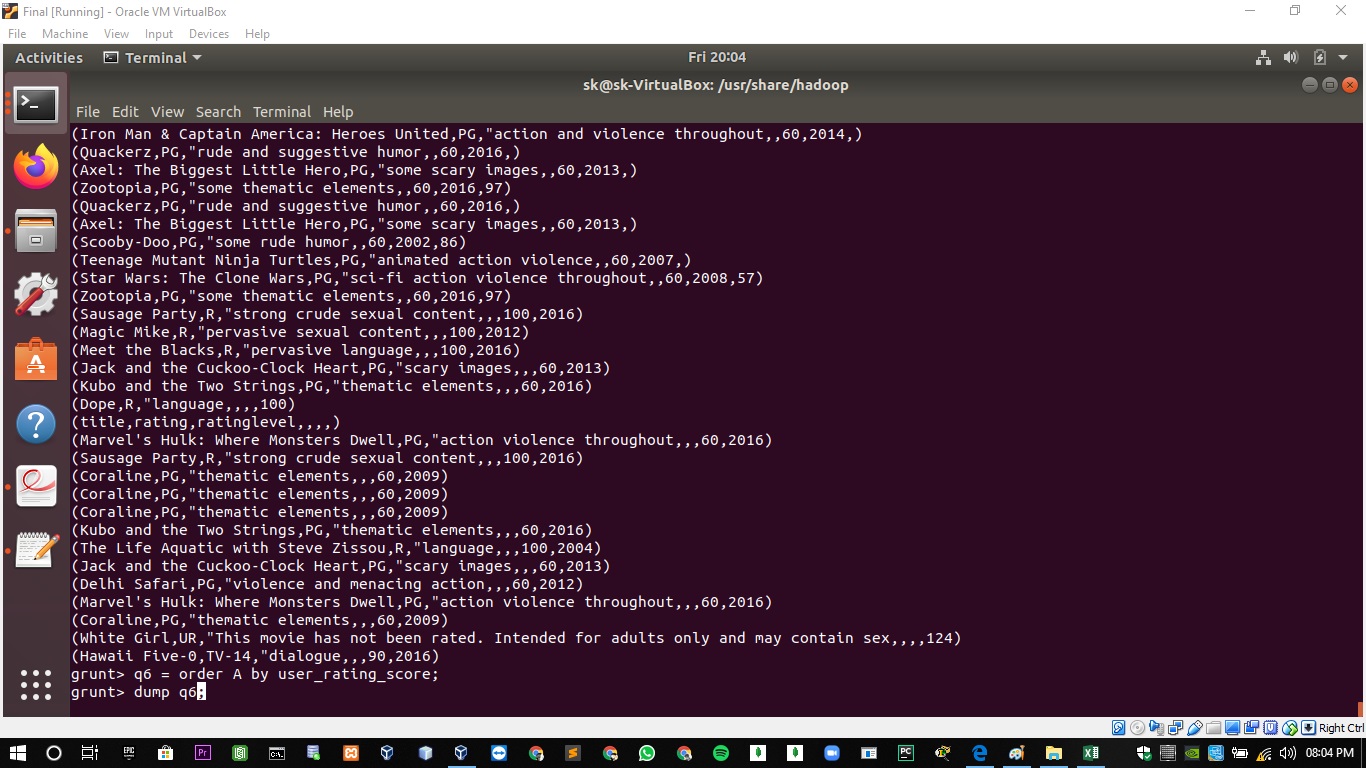 Final [Running] - Oracle VM VirtualBox
File Machine View Input Devices Help
Activities Terminal Fri 20:04
sk@sk-VirtualBox: /usr/share/hadoop
File Edit View Search Terminal Help
(Iron Man & Captain America: Heroes United,PG,"action and violence throughout,,60,2014,)
(Quackerz,PG,"rude and suggestive humor,,60,2016,)
(Axel: The Biggest Little Hero,PG,"some scary images,,60,2013,)
(Zootopia,PG,"some thematic elements,,60,2016,97)
(Quackerz,PG,"rude and suggestive humor,,60,2016,)
(Axel: The Biggest Little Hero,PG,"some scary images,,60,2013,)
(Scooby-Doo,PG,"some rude humor,,60,2002,86)
(Teenage Mutant Ninja Turtles,PG,"animated action violence,,60,2007,)
(Star Wars: The Clone Wars,PG,"sci-fi action violence throughout,,60,2008,57)
(Zootopia,PG,"some thematic elements,,60,2016,97)
(Sausage Party,R,"strong crude sexual content,,,100,2016)
(Magic Mike,R,"pervasive sexual content,,,100,2012)
(Meet the Blacks,R,"pervasive language,,,100,2016)
(Jack and the Cuckoo-Clock Heart,PG,"scary images,,,60,2013)
(Kubo and the Two Strings,PG,"thematic elements,,,60,2016)
(Dope,R,"language,,,,100)
(title,rating,ratinglevel,,,,)
(Marvel's Hulk: Where Monsters Dwell,PG,"action violence throughout,,,60,2016)
(Sausage Party,R,"strong crude sexual content,,,100,2016)
(Coraline,PG,"thematic elements,,,60,2009)
(Coraline,PG,"thematic elements,,,60,2009)
(Coraline,PG,"thematic elements,,,60,2009)
(Kubo and the Two Strings,PG,"thematic elements,,,60,2016)
(The Life Aquatic with Steve Zissou,R,"language,,,100,2004)
(Jack and the Cuckoo-Clock Heart,PG,"scary images,,,60,2013)
(Delhi Safari,PG,"violence and menacing action,,,60,2012)
(Marvel's Hulk: Where Monsters Dwell,PG,"action violence throughout,,,60,2016)
(Coraline,PG,"thematic elements,,,60,2009)
(White Girl,UR,"This movie has not been rated. Intended for adults only and may contain sex,,,,124)
(Hawaii Five-0,TV-14,"dialogue,,,90,2016)
grunt> q6 = order A by user_rating_score;
grunt> dump q6;
Right Ctrl
08:04 PM